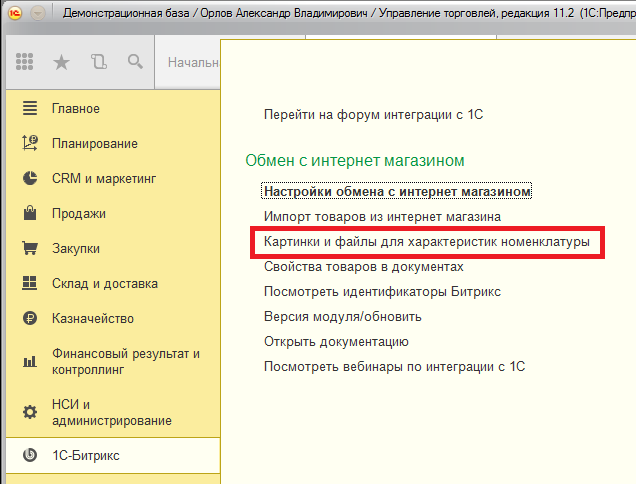 Демонстрационная база / Орлов Александр Владимирович / Управление торговлей, редакция 11.2 (1С:Предпр
Начальна
Главное
Планирование
CRM и маркетинг
Продажи
Закупки
Склад и доставка
Казначейство
Финансовый результат и
контроллинг
НСИ и
администрирование
1С-Битрикс
Перейти на форум интеграции с 1С
Обмен с интернет магазином
Настройки обмена с интернет магазином
Импорт товаров из интернет магазина
Картинки и файлы для характеристик номенклатуры
Свойства товаров в документах
Посмотреть идентификаторы Битрикс
Версия модуля/обновить
Открыть документацию
Посмотреть вебинары по интеграции с 1С